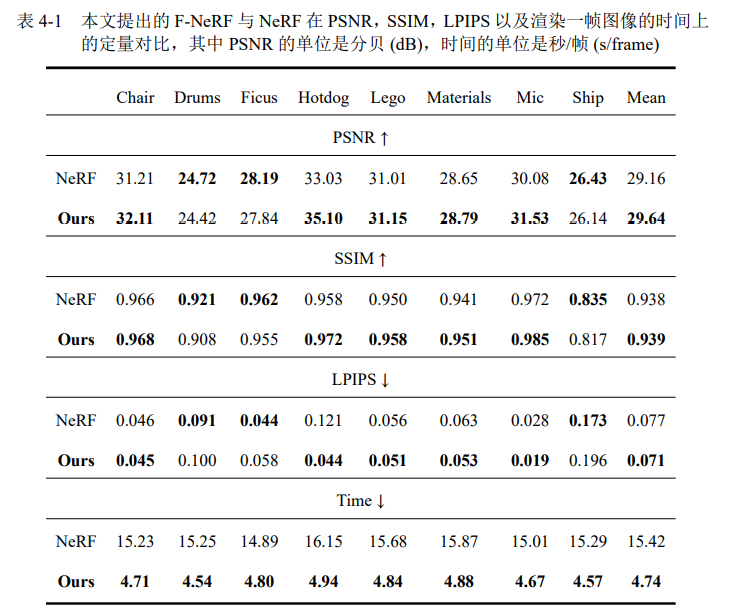 表 4-1 本文提出的 F-NeRF 与 NeRF 在 PSNR，SSIM，LPIPS 以及渲染一帧图像的时间上
的定量对比，其中 PSNR 的单位是分贝 (dB)，时间的单位是秒/帧 (s/frame)
Chair Drums Ficus Hotdog Lego Materials Mic Ship Mean
PSNR ↑
NeRF 31.21 24.72 28.19 33.03 31.01 28.65 30.08 26.43 29.16
Ours 32.11 24.42 27.84 35.10 31.15 28.79 31.53 26.14 29.64
SSIM ↑
NeRF 0.966 0.921 0.962 0.958 0.950 0.941 0.972 0.835 0.938
Ours 0.968 0.908 0.955 0.972 0.958 0.951 0.985 0.817 0.939
LPIPS ↓
NeRF 0.046 0.091 0.044 0.121 0.056 0.063 0.028 0.173 0.077
Ours 0.045 0.100 0.058 0.044 0.051 0.053 0.019 0.196 0.071
Time ↓
NeRF 15.23 15.25 14.89 16.15 15.68 15.87 15.01 15.29 15.42
Ours 4.71 4.54 4.80 4.94 4.84 4.88 4.67 4.57 4.74